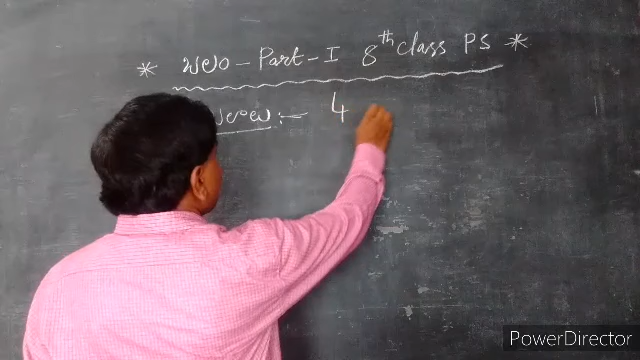 * బలం - Part - I 8th class PS *
:- 4
PowerDirector